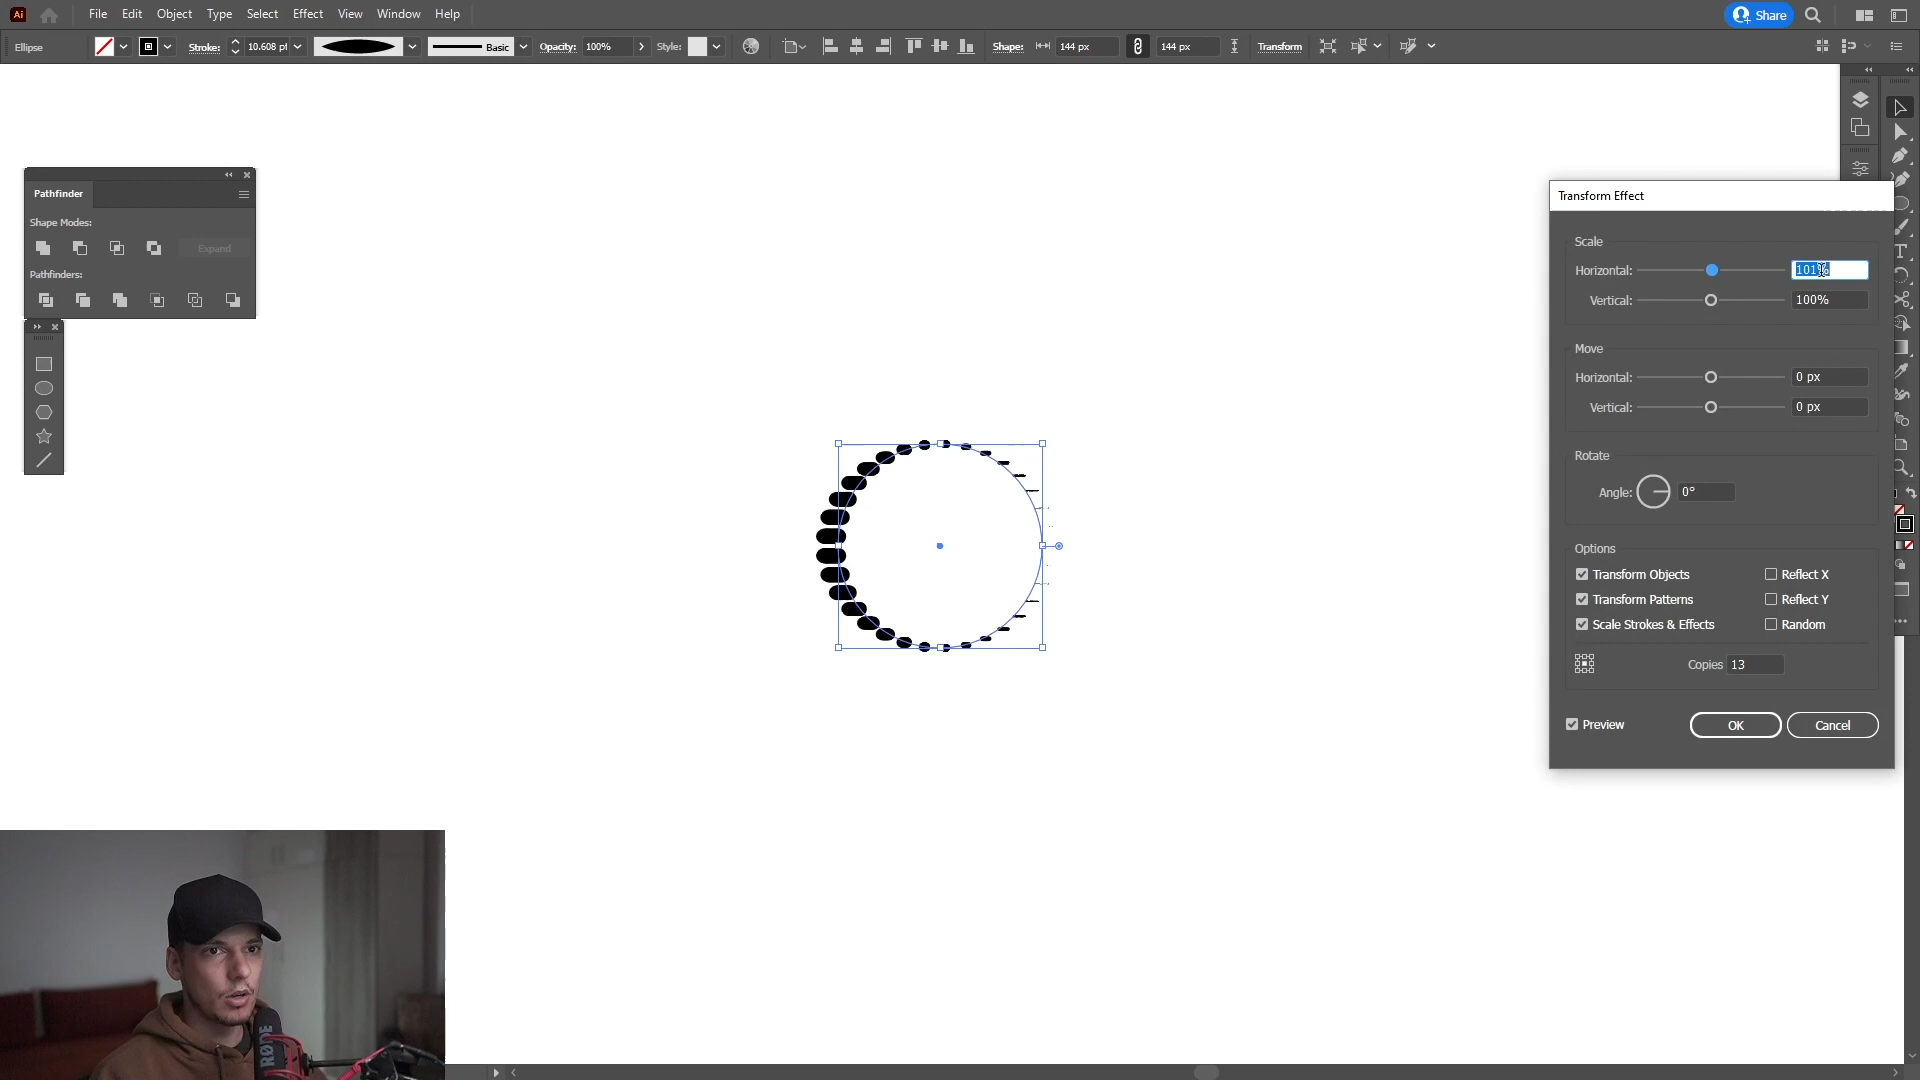 Ai File Edit Object Type Select Effect View Window Help Share
Ellipse Stroke: 10.608 pt Basic Opacity: 100% Style: Shape: 144 px 144 px Transform
Pathfinder
Shape Modes:
Expand
Pathfinders:
Transform Effect
Scale
Horizontal: 101%
Vertical: 100%
Move
Horizontal: 0 px
Vertical: 0 px
Rotate
Angle: 0°
Options
Transform Objects Reflect X
Transform Patterns Reflect Y
Scale Strokes & Effects Random
Copies 13
Preview OK Cancel
RØDE